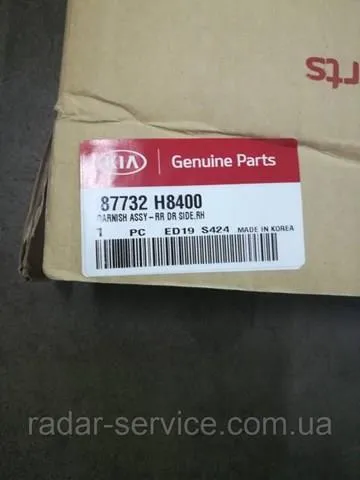 rts
KIA Genuine Parts
87732 H8400
GARNISH ASSY-RR DR SIDE,RH
1 PC ED19 S424 MADE IN KOREA
radar-service.com.ua